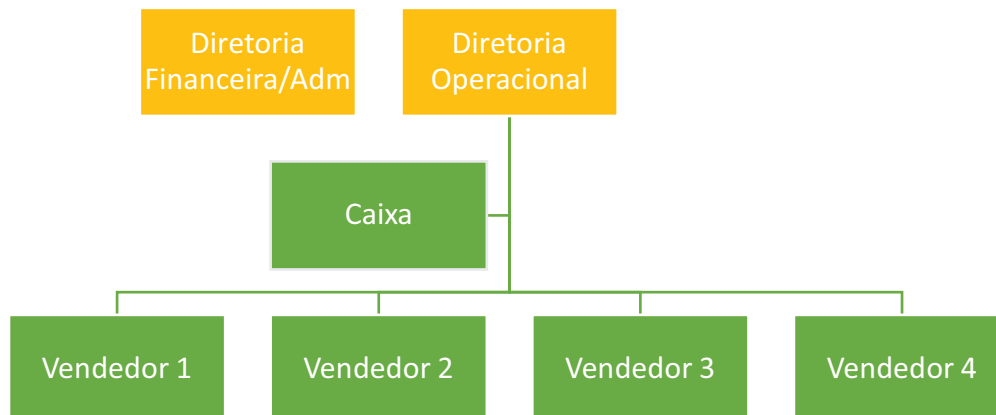 Diretoria
Financeira/Adm
Diretoria
Operacional
Caixa
Vendedor 1
Vendedor 2
Vendedor 3
Vendedor 4